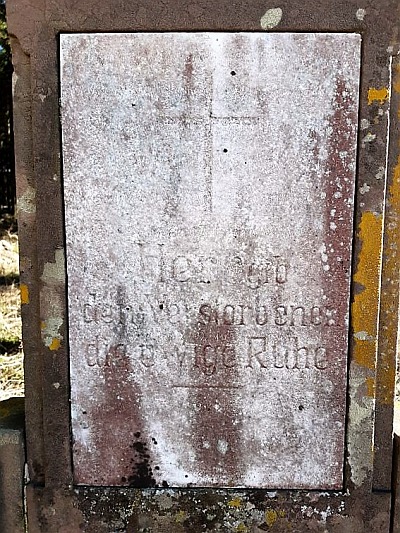 Herr gib
den Verstorbenen
die ewige Ruhe